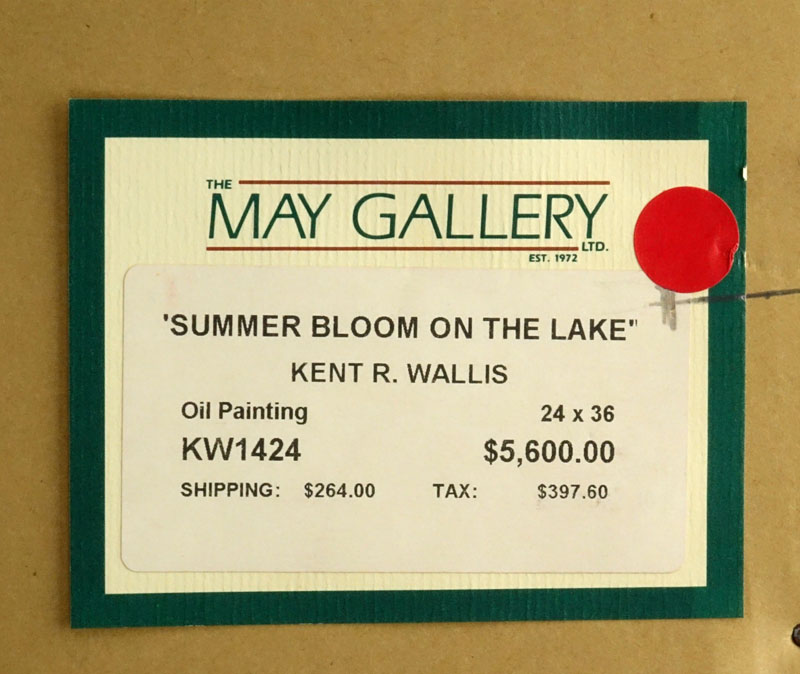 THE
MAY GALLERY
LTD.
EST. 1972
'SUMMER BLOOM ON THE LAKE"
KENT R. WALLIS
Oil Painting 24 x 36
KW1424 $5,600.00
SHIPPING: $264.00 TAX: $397.60